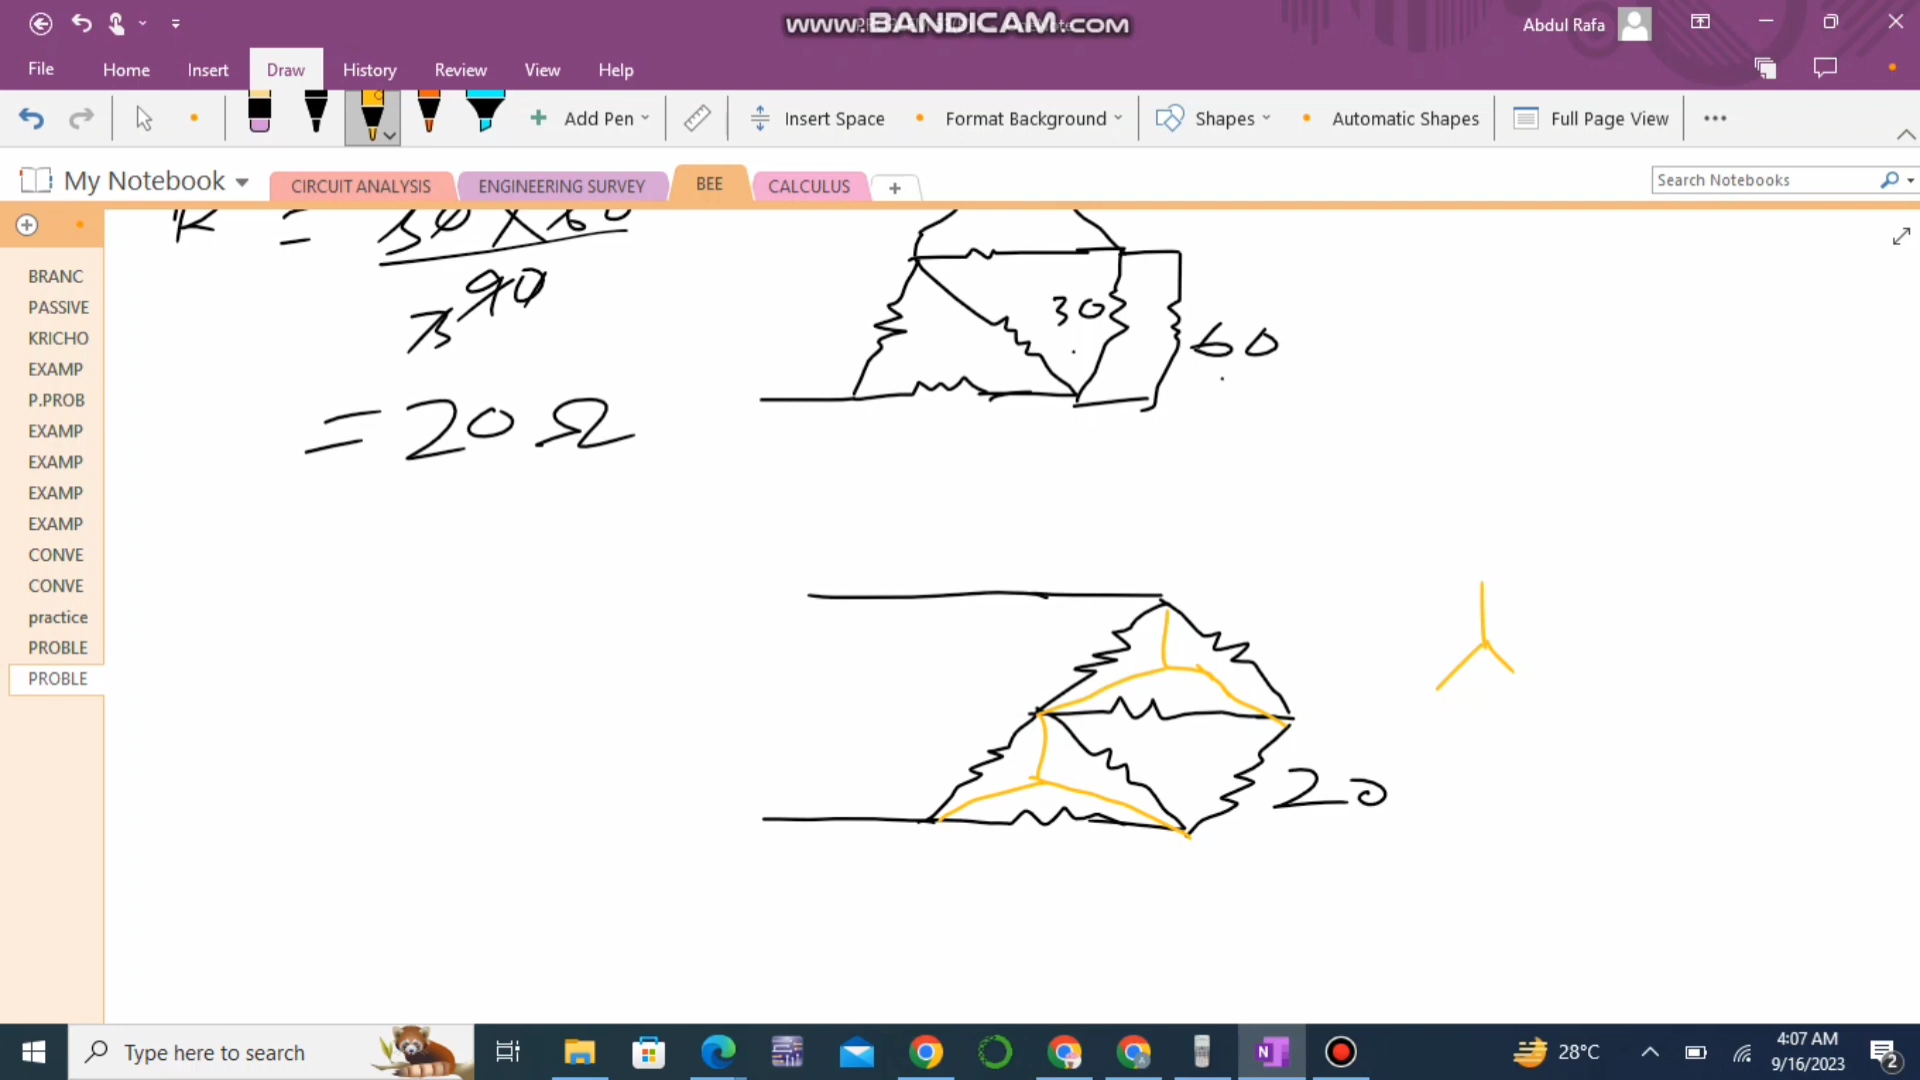 www.BANDICAM.com
Abdul Rafa
File Home Insert Draw History Review View Help
Add Pen
Insert Space
Format Background
Shapes
Automatic Shapes
Full Page View
My Notebook
CIRCUIT ANALYSIS
ENGINEERING SURVEY
BEE
CALCULUS
Search Notebooks
BRANC
PASSIVE
KRICHO
EXAMP
P.PROB
EXAMP
EXAMP
EXAMP
EXAMP
CONVE
CONVE
practice
PROBLE
PROBLE
90
3
= 20 Ω
30
60
20
Type here to search
28°C
4:07 AM
9/16/2023
2